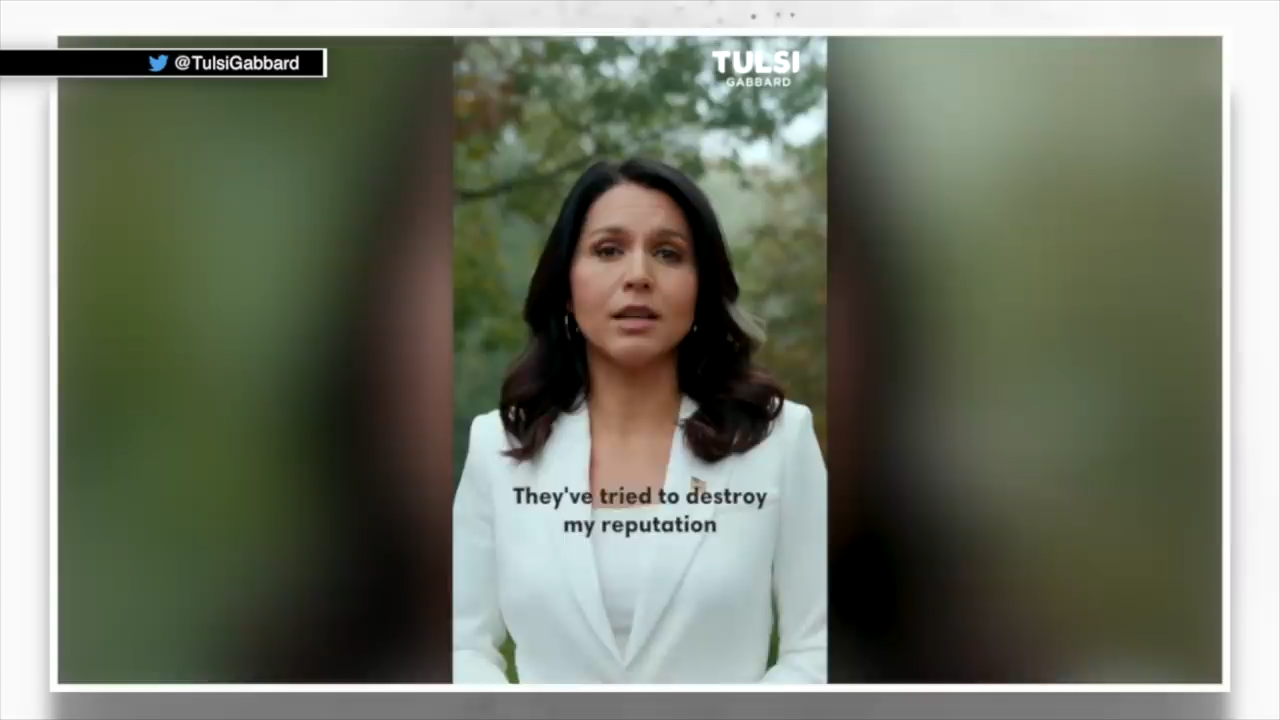 @TulsiGabbard
TULSI
GABBARD
They've tried to destroy
my reputation